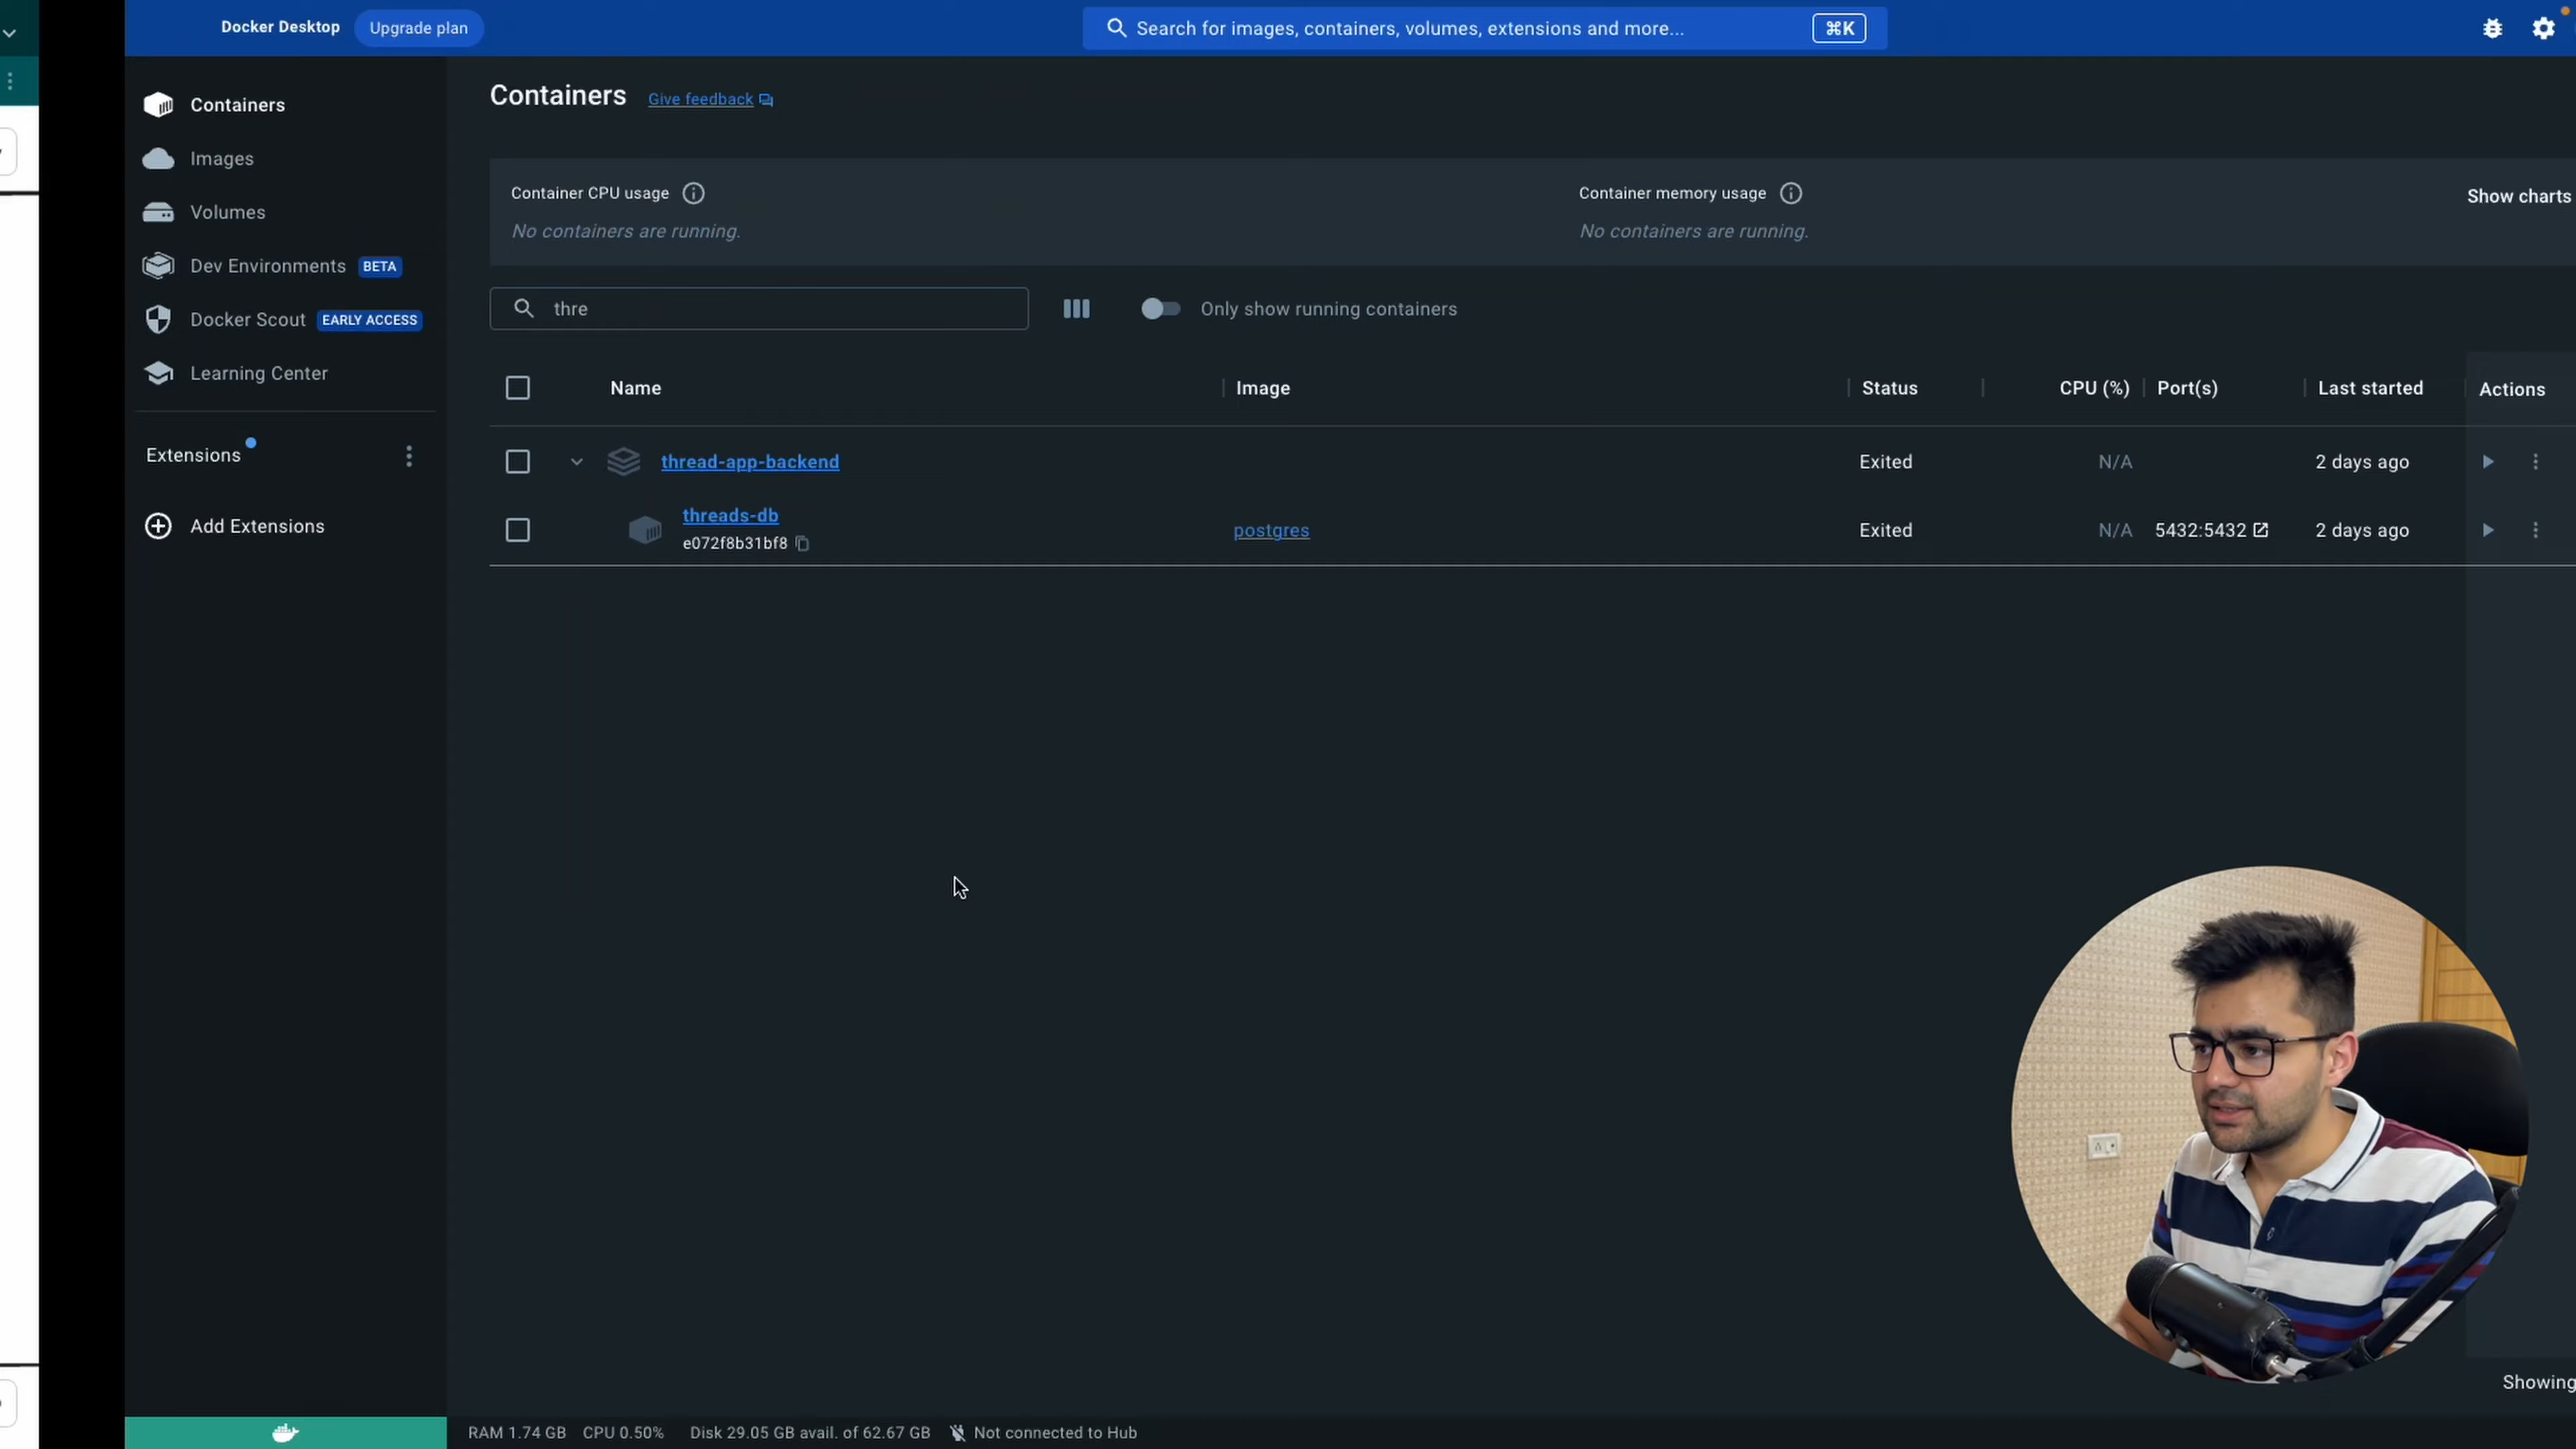 Docker Desktop Upgrade plan Search for images, containers, volumes, extensions and more... ⌘K
Containers
Images
Volumes
Dev Environments BETA
Docker Scout EARLY ACCESS
Learning Center
Extensions
Add Extensions
Containers Give feedback
Container CPU usage
No containers are running.
Container memory usage
No containers are running.
Show charts
thre
Only show running containers
Name Image Status CPU (%) Port(s) Last started Actions
thread-app-backend Exited N/A 2 days ago
threads-db
e072f8b31bf8
postgres Exited N/A 5432:5432 2 days ago
Showing
RAM 1.74 GB CPU 0.50% Disk 29.05 GB avail. of 62.67 GB Not connected to Hub